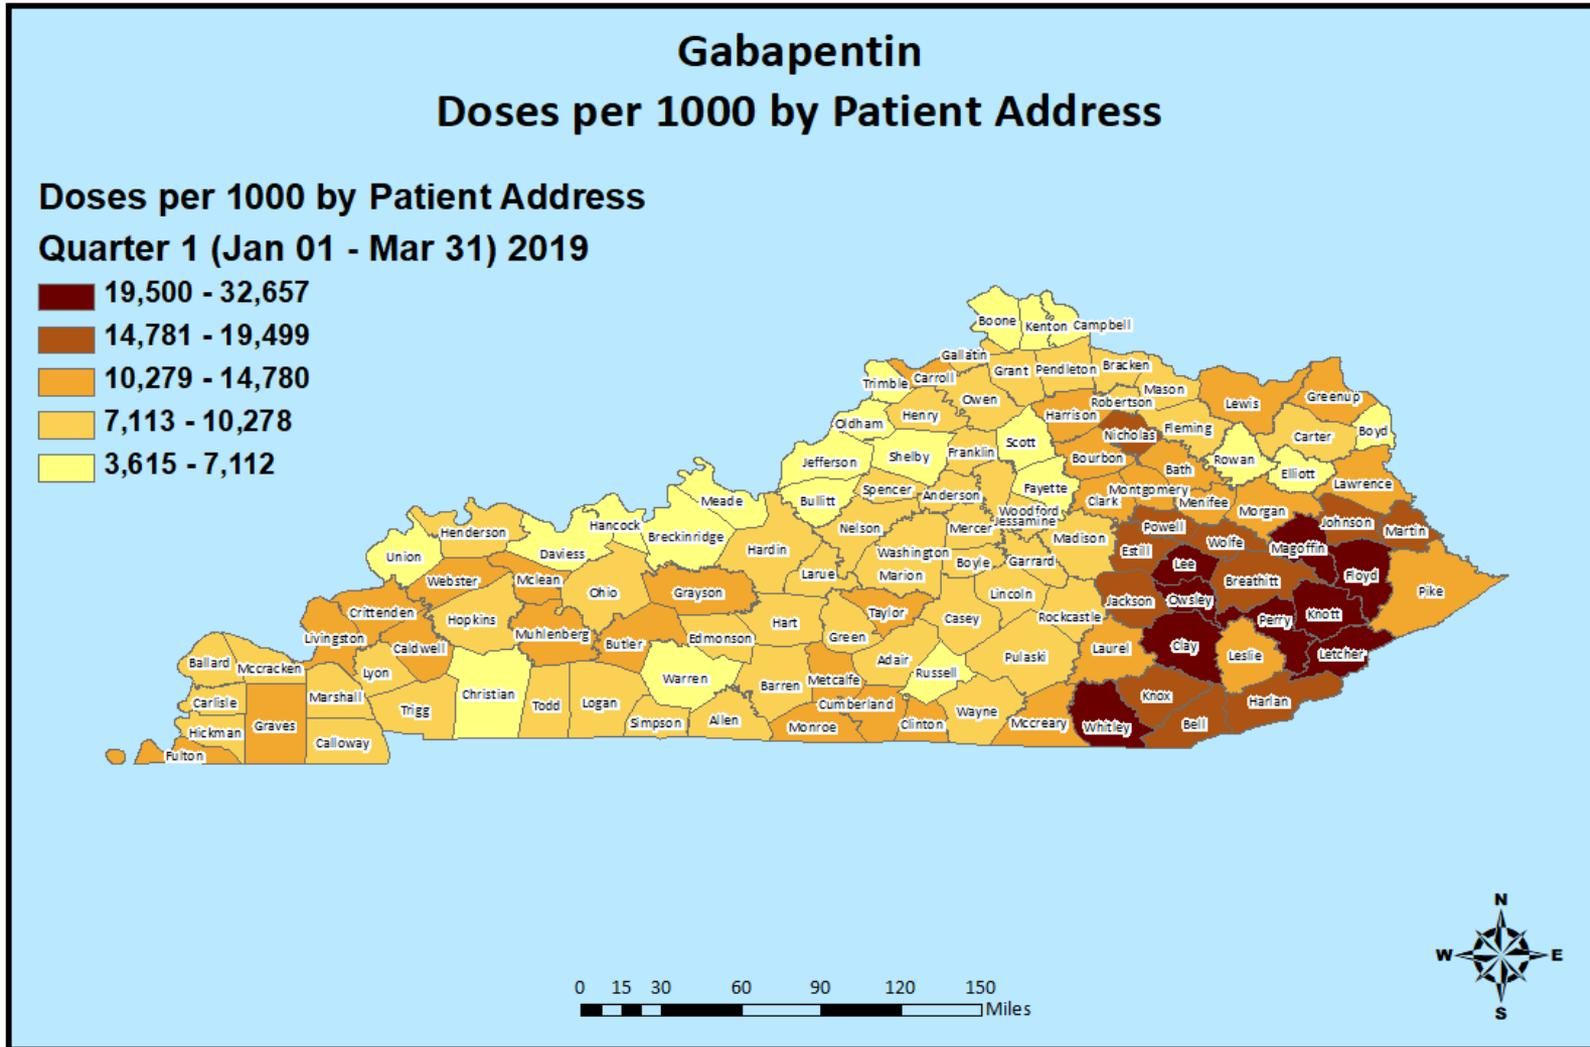 Gabapentin
Doses per 1000 by Patient Address
Doses per 1000 by Patient Address
Quarter 1 (Jan 01 - Mar 31) 2019
19,500 - 32,657
14,781 - 19,499
10,279 - 14,780
7,113 - 10,278
3,615 - 7,112
Boone
Kenton
Campbell
Gallatin
Carroll
Trimble
Grant
Pendleton
Bracken
Mason
Robertson
Lewis
Greenup
Owen
Henry
Oldham
Harrison
Nicholas
Fleming
Carter
Boyd
Scott
Franklin
Shelby
Jefferson
Bourbon
Bath
Rowan
Elliott
Lawrence
Fayette
Spencer
Anderson
Bullitt
Clark
Montgomery
Menifee
Morgan
Meade
Woodford
Jessamine
Johnson
Martin
Hancock
Breckinridge
Nelson
Mercer
Madison
Powell
Wolfe
Magoffin
Henderson
Daviess
Union
Hardin
Washington
Marion
Boyle
Garrard
Estill
Lee
Floyd
Webster
Mclean
Ohio
Grayson
Larue
Lincoln
Jackson
Owsley
Breathitt
Pike
Crittenden
Hopkins
Muhlenberg
Butler
Edmonson
Hart
Taylor
Green
Casey
Rockcastle
Perry
Knott
Livingston
Caldwell
Laurel
Clay
Leslie
Letcher
Ballard
Mccracken
Lyon
Christian
Warren
Adair
Russell
Pulaski
Carlisle
Marshall
Trigg
Todd
Logan
Barren
Metcalfe
Cumberland
Knox
Harlan
Hickman
Graves
Calloway
Simpson
Allen
Monroe
Clinton
Wayne
Mccreary
Whitley
Bell
Fulton
N
W
E
S
0 15 30 60 90 120 150
Miles